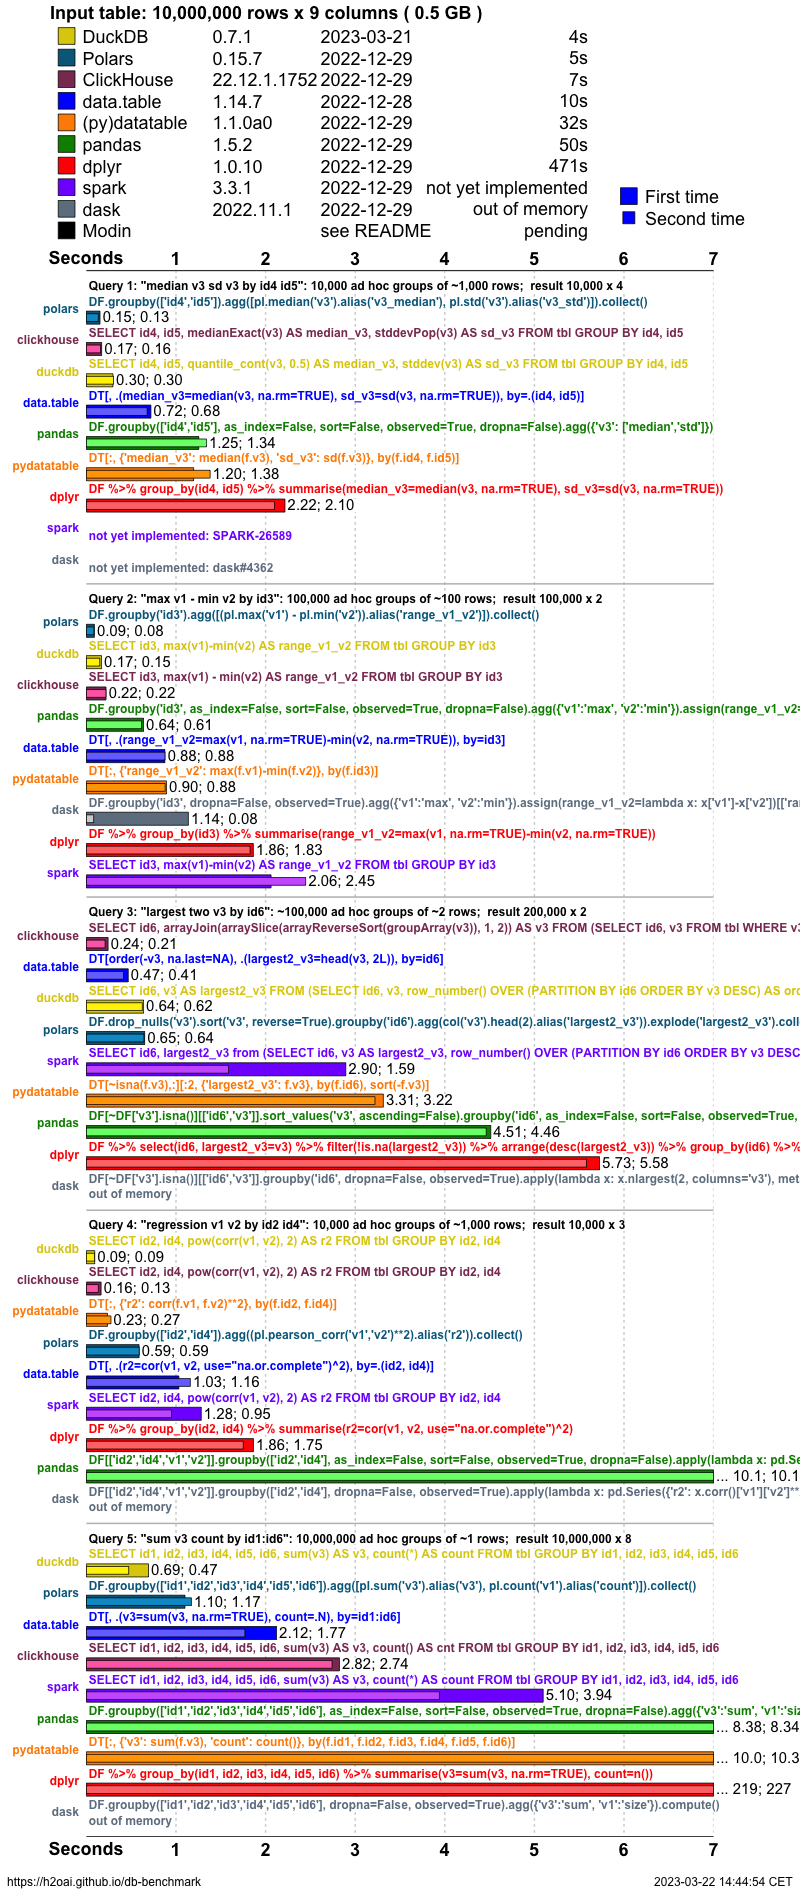 Input table: 10,000,000 rows x 9 columns ( 0.5 GB )
DuckDB 0.7.1 2023-03-21 4s
Polars 0.15.7 2022-12-29 5s
ClickHouse 22.12.1.1752 2022-12-29 7s
data.table 1.14.7 2022-12-28 10s
(py)datatable 1.1.0a0 2022-12-29 32s
pandas 1.5.2 2022-12-29 50s
dplyr 1.0.10 2022-12-29 471s
spark 3.3.1 2022-12-29 not yet implemented
dask 2022.11.1 2022-12-29 out of memory
Modin see README pending
First time
Second time
Seconds 1 2 3 4 5 6 7
Query 1: "median v3 sd v3 by id4 id5": 10,000 ad hoc groups of ~1,000 rows; result 10,000 x 4
DF.groupby(['id4','id5']).agg([pl.median('v3').alias('v3_median'), pl.std('v3').alias('v3_std')]).collect()
polars 0.15; 0.13
SELECT id4, id5, medianExact(v3) AS median_v3, stddevPop(v3) AS sd_v3 FROM tbl GROUP BY id4, id5
clickhouse 0.17; 0.16
SELECT id4, id5, quantile_cont(v3, 0.5) AS median_v3, stddev(v3) AS sd_v3 FROM tbl GROUP BY id4, id5
duckdb 0.30; 0.30
DT[, .(median_v3=median(v3, na.rm=TRUE), sd_v3=sd(v3, na.rm=TRUE)), by=.(id4, id5)]
data.table 0.72; 0.68
DF.groupby(['id4','id5'], as_index=False, sort=False, observed=True, dropna=False).agg({'v3': ['median','std']})
pandas 1.25; 1.34
DT[:, {'median_v3': median(f.v3), 'sd_v3': sd(f.v3)}, by(f.id4, f.id5)]
pydatatable 1.20; 1.38
DF %>% group_by(id4, id5) %>% summarise(median_v3=median(v3, na.rm=TRUE), sd_v3=sd(v3, na.rm=TRUE))
dplyr 2.22; 2.10
spark not yet implemented: SPARK-26589
dask not yet implemented: dask#4362
Query 2: "max v1 - min v2 by id3": 100,000 ad hoc groups of ~100 rows; result 100,000 x 2
DF.groupby('id3').agg([(pl.max('v1') - pl.min('v2')).alias('range_v1_v2')]).collect()
polars 0.09; 0.08
SELECT id3, max(v1)-min(v2) AS range_v1_v2 FROM tbl GROUP BY id3
duckdb 0.17; 0.15
SELECT id3, max(v1) - min(v2) AS range_v1_v2 FROM tbl GROUP BY id3
clickhouse 0.22; 0.22
DF.groupby('id3', as_index=False, sort=False, observed=True, dropna=False).agg({'v1':'max', 'v2':'min'}).assign(range_v1_v2=
pandas 0.64; 0.61
DT[, .(range_v1_v2=max(v1, na.rm=TRUE)-min(v2, na.rm=TRUE)), by=id3]
data.table 0.88; 0.88
DT[:, {'range_v1_v2': max(f.v1)-min(f.v2)}, by(f.id3)]
pydatatable 0.90; 0.88
DF.groupby('id3', dropna=False, observed=True).agg({'v1':'max', 'v2':'min'}).assign(range_v1_v2=lambda x: x['v1']-x['v2'])[['ran
dask 1.14; 0.08
DF %>% group_by(id3) %>% summarise(range_v1_v2=max(v1, na.rm=TRUE)-min(v2, na.rm=TRUE))
dplyr 1.86; 1.83
SELECT id3, max(v1)-min(v2) AS range_v1_v2 FROM tbl GROUP BY id3
spark 2.06; 2.45
Query 3: "largest two v3 by id6": ~100,000 ad hoc groups of ~2 rows; result 200,000 x 2
SELECT id6, arrayJoin(arraySlice(arrayReverseSort(groupArray(v3)), 1, 2)) AS v3 FROM (SELECT id6, v3 FROM tbl WHERE v3
clickhouse 0.24; 0.21
DT[order(-v3, na.last=NA), .(largest2_v3=head(v3, 2L)), by=id6]
data.table 0.47; 0.41
SELECT id6, v3 AS largest2_v3 FROM (SELECT id6, v3, row_number() OVER (PARTITION BY id6 ORDER BY v3 DESC) AS ord
duckdb 0.64; 0.62
DF.drop_nulls('v3').sort('v3', reverse=True).groupby('id6').agg(col('v3').head(2).alias('largest2_v3')).explode('largest2_v3').coll
polars 0.65; 0.64
SELECT id6, largest2_v3 from (SELECT id6, v3 AS largest2_v3, row_number() OVER (PARTITION BY id6 ORDER BY v3 DESC
spark 2.90; 1.59
DT[~isna(f.v3),:][:2, {'largest2_v3': f.v3}, by(f.id6), sort(-f.v3)]
pydatatable 3.31; 3.22
DF[~DF['v3'].isna()][['id6','v3']].sort_values('v3', ascending=False).groupby('id6', as_index=False, sort=False, observed=True,
pandas 4.51; 4.46
DF %>% select(id6, largest2_v3=v3) %>% filter(!is.na(largest2_v3)) %>% arrange(desc(largest2_v3)) %>% group_by(id6) %>%
dplyr 5.73; 5.58
DF[~DF['v3'].isna()][['id6','v3']].groupby('id6', dropna=False, observed=True).apply(lambda x: x.nlargest(2, columns='v3'), met
dask out of memory
Query 4: "regression v1 v2 by id2 id4": 10,000 ad hoc groups of ~1,000 rows; result 10,000 x 3
SELECT id2, id4, pow(corr(v1, v2), 2) AS r2 FROM tbl GROUP BY id2, id4
duckdb 0.09; 0.09
SELECT id2, id4, pow(corr(v1, v2), 2) AS r2 FROM tbl GROUP BY id2, id4
clickhouse 0.16; 0.13
DT[:, {'r2': corr(f.v1, f.v2)**2}, by(f.id2, f.id4)]
pydatatable 0.23; 0.27
DF.groupby(['id2','id4']).agg((pl.pearson_corr('v1','v2')**2).alias('r2')).collect()
polars 0.59; 0.59
DT[, .(r2=cor(v1, v2, use="na.or.complete")^2), by=.(id2, id4)]
data.table 1.03; 1.16
SELECT id2, id4, pow(corr(v1, v2), 2) AS r2 FROM tbl GROUP BY id2, id4
spark 1.28; 0.95
DF %>% group_by(id2, id4) %>% summarise(r2=cor(v1, v2, use="na.or.complete")^2)
dplyr 1.86; 1.75
DF[['id2','id4','v1','v2']].groupby(['id2','id4'], as_index=False, sort=False, observed=True, dropna=False).apply(lambda x: pd.Se
pandas ... 10.1; 10.1
DF[['id2','id4','v1','v2']].groupby(['id2','id4'], dropna=False, observed=True).apply(lambda x: pd.Series({'r2': x.corr()['v1']['v2']**
dask out of memory
Query 5: "sum v3 count by id1:id6": 10,000,000 ad hoc groups of ~1 rows; result 10,000,000 x 8
SELECT id1, id2, id3, id4, id5, id6, sum(v3) AS v3, count(*) AS count FROM tbl GROUP BY id1, id2, id3, id4, id5, id6
duckdb 0.69; 0.47
DF.groupby(['id1','id2','id3','id4','id5','id6']).agg([pl.sum('v3').alias('v3'), pl.count('v1').alias('count')]).collect()
polars 1.10; 1.17
DT[, .(v3=sum(v3, na.rm=TRUE), count=.N), by=id1:id6]
data.table 2.12; 1.77
SELECT id1, id2, id3, id4, id5, id6, sum(v3) AS v3, count() AS cnt FROM tbl GROUP BY id1, id2, id3, id4, id5, id6
clickhouse 2.82; 2.74
SELECT id1, id2, id3, id4, id5, id6, sum(v3) AS v3, count(*) AS count FROM tbl GROUP BY id1, id2, id3, id4, id5, id6
spark 5.10; 3.94
DF.groupby(['id1','id2','id3','id4','id5','id6'], as_index=False, sort=False, observed=True, dropna=False).agg({'v3':'sum', 'v1':'size
pandas ... 8.38; 8.34
DT[:, {'v3': sum(f.v3), 'count': count()}, by(f.id1, f.id2, f.id3, f.id4, f.id5, f.id6)]
pydatatable ... 10.0; 10.3
DF %>% group_by(id1, id2, id3, id4, id5, id6) %>% summarise(v3=sum(v3, na.rm=TRUE), count=n())
dplyr ... 219; 227
DF.groupby(['id1','id2','id3','id4','id5','id6'], dropna=False, observed=True).agg({'v3':'sum', 'v1':'size'}).compute()
dask out of memory
Seconds 1 2 3 4 5 6 7
https://h2oai.github.io/db-benchmark 2023-03-22 14:44:54 CET